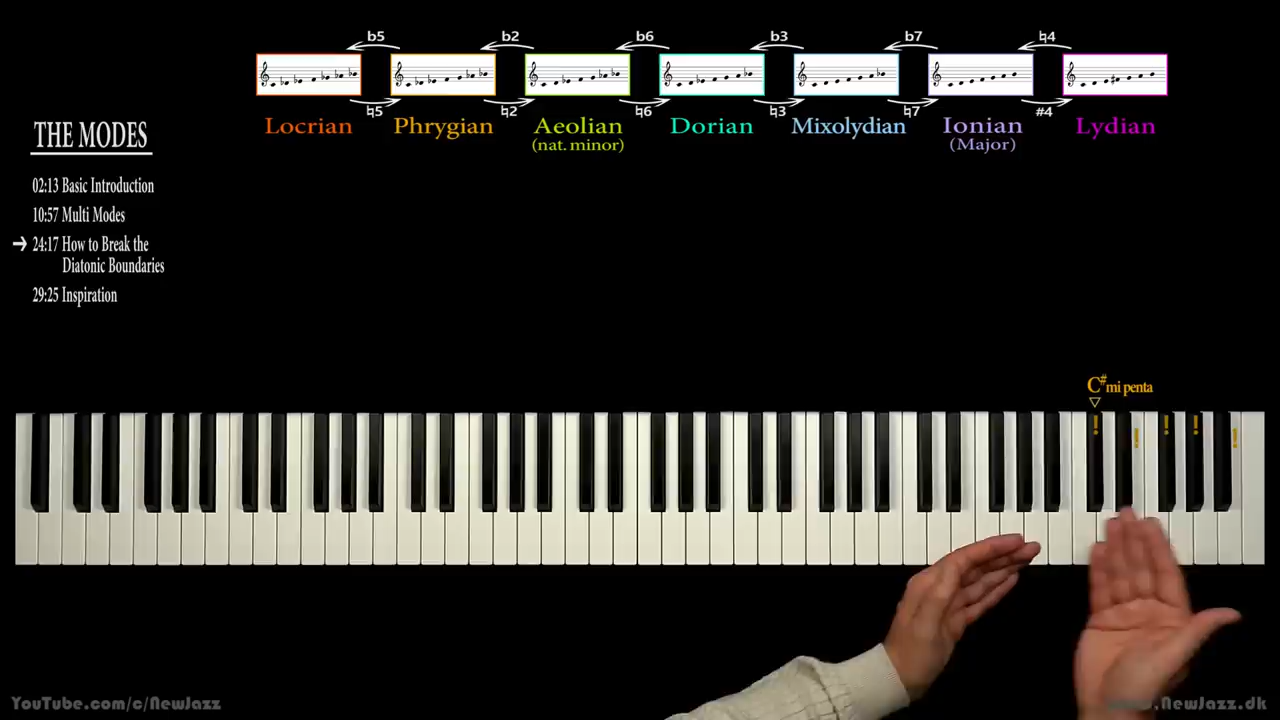 b5 b2 b6 b3 b7 ♮4
♮5 ♮2 ♮6 ♮3 ♮7 #4
Locrian Phrygian Aeolian Dorian Mixolydian Ionian Lydian
(nat. minor) (Major)
THE MODES
02:13 Basic Introduction
10:57 Multi Modes
→ 24:17 How to Break the
Diatonic Boundaries
29:25 Inspiration
C# mi penta
YouTube.com/c/NewJazz
.NewJazz.dk